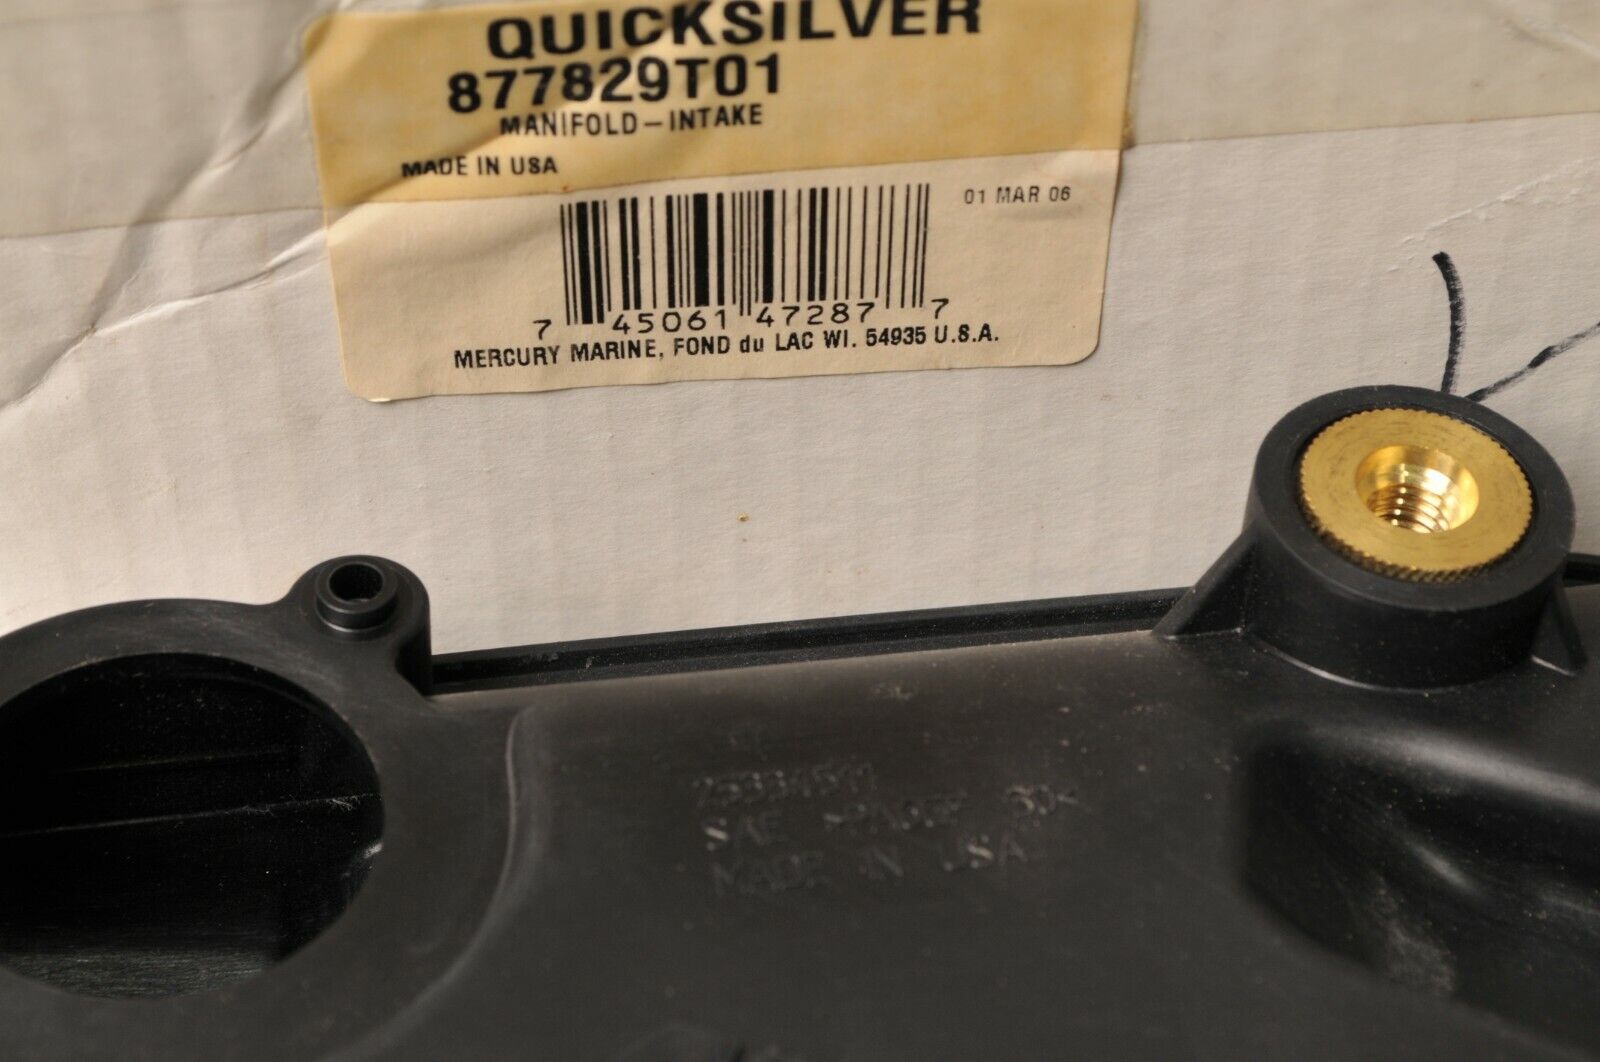 QUICKSILVER
877829T01
MANIFOLD-INTAKE
MADE IN USA
01 MAR 06
7 45061 47287 7
MERCURY MARINE, FOND du LAC WI. 54935 U.S.A.
SAE
MADE IN USA